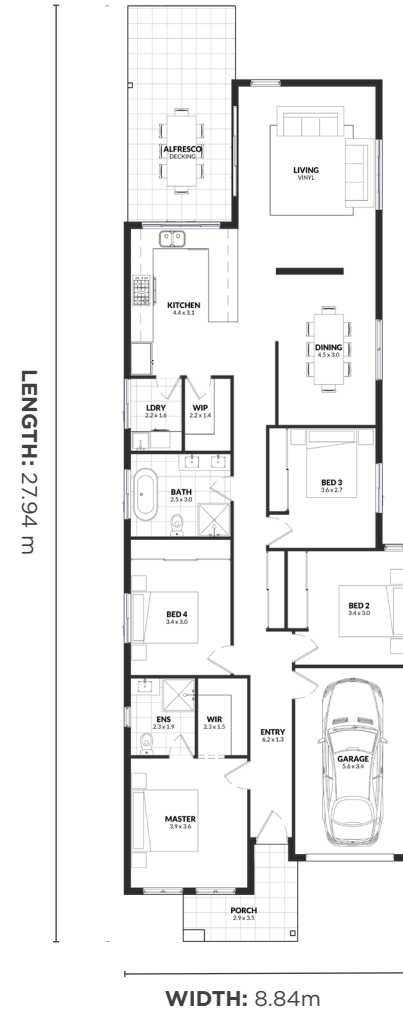 ALFRESCO
DECKING
LIVING
VINYL
KITCHEN
4.4 x 3.1
DINING
4.5 x 3.0
LDRY
2.2 x 1.6
WIP
2.2 x 1.4
BED 3
3.6 x 2.7
BATH
2.5 x 3.0
LENGTH: 27.94 m
BED 4
3.4 x 3.0
BED 2
3.4 x 3.0
ENS
2.3 x 1.9
WIR
2.3 x 1.5
ENTRY
6.2 x 1.3
GARAGE
5.6 x 3.4
MASTER
3.9 x 3.6
PORCH
2.9 x 3.5
WIDTH: 8.84m